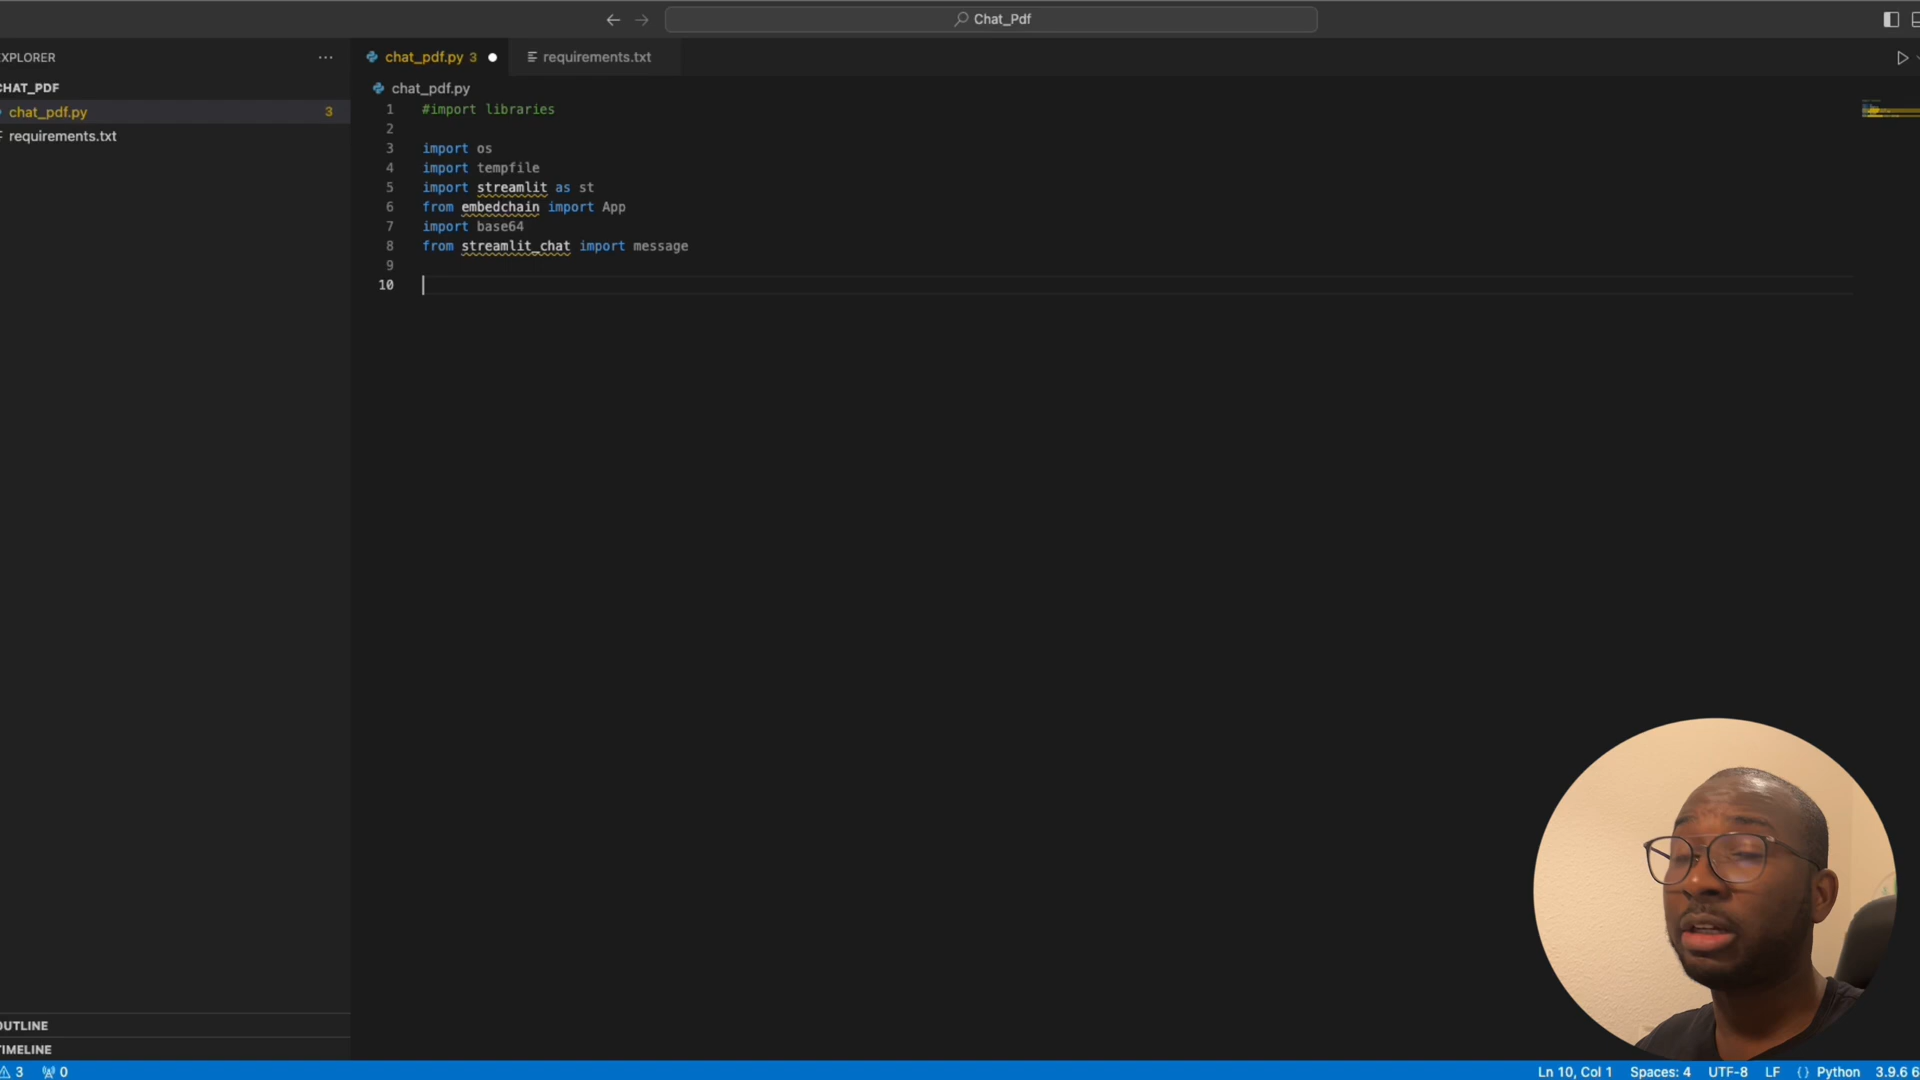 Chat_Pdf
EXPLORER
chat_pdf.py 3
requirements.txt
CHAT_PDF
chat_pdf.py 3
requirements.txt
chat_pdf.py
1 #import libraries
2
3 import os
4 import tempfile
5 import streamlit as st
6 from embedchain import App
7 import base64
8 from streamlit_chat import message
9
10
OUTLINE
TIMELINE
3 0
Ln 10, Col 1 Spaces: 4 UTF-8 LF {} Python 3.9.6 6